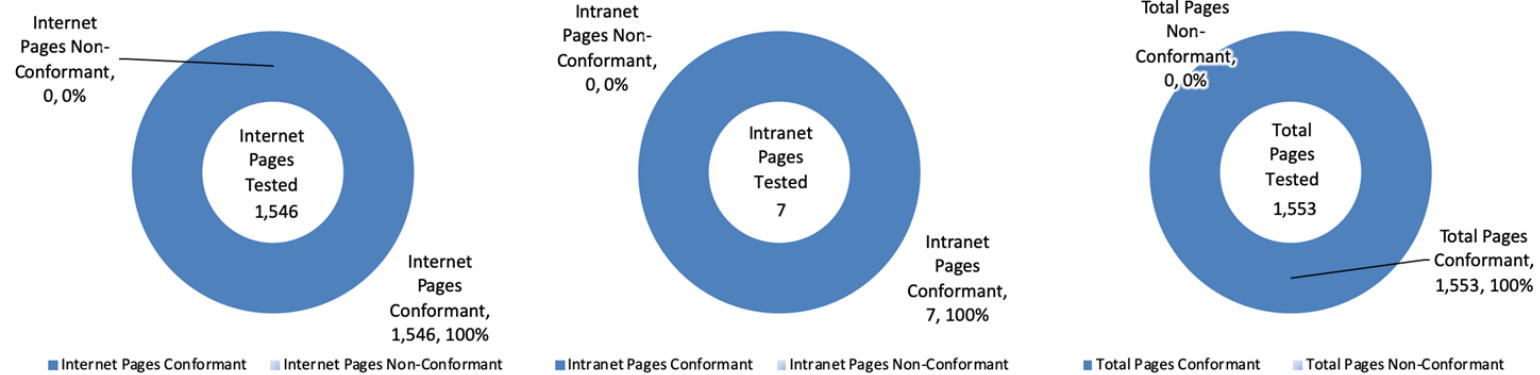 Internet
Pages Non-
Conformant,
0, 0%
Internet
Pages
Tested
1,546
Internet
Pages
Conformant,
1,546, 100%
Internet Pages Conformant
Internet Pages Non-Conformant
Intranet
Pages Non-
Conformant,
0, 0%
Intranet
Pages
Tested
7
Intranet
Pages
Conformant,
7, 100%
Intranet Pages Conformant
Intranet Pages Non-Conformant
Total Pages
Non-
Conformant,
0, 0%
Total
Pages
Tested
1,553
Total Pages
Conformant,
1,553, 100%
Total Pages Conformant
Total Pages Non-Conformant